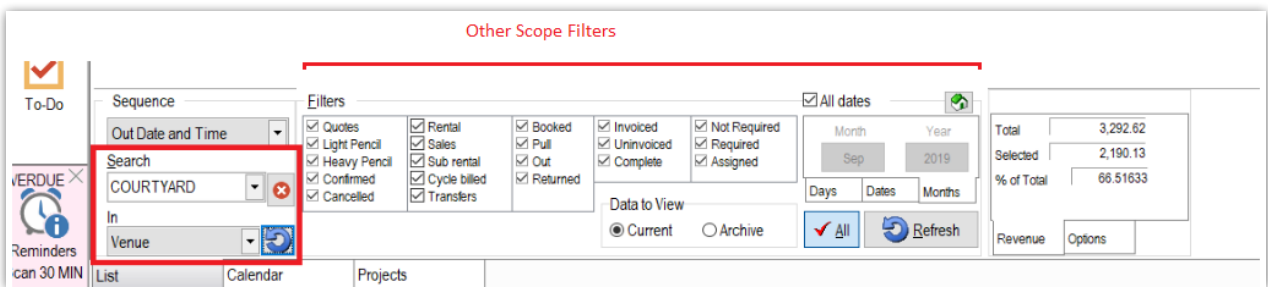 Other Scope Filters
To-Do
Sequence
Out Date and Time
Search
COURTYARD
In
Venue
VERDUE
Reminders
can 30 MIN
Filters
Quotes
Light Pencil
Heavy Pencil
Confirmed
Cancelled
Rental
Sales
Sub rental
Cycle billed
Transfers
Booked
Pull
Out
Returned
Invoiced
Uninvoiced
Complete
Not Required
Required
Assigned
Data to View
Current
Archive
All dates
Month Year
Sep 2019
Days Dates Months
All
Refresh
Total 3,292.62
Selected 2,190.13
% of Total 66.51633
Revenue Options
List Calendar Projects